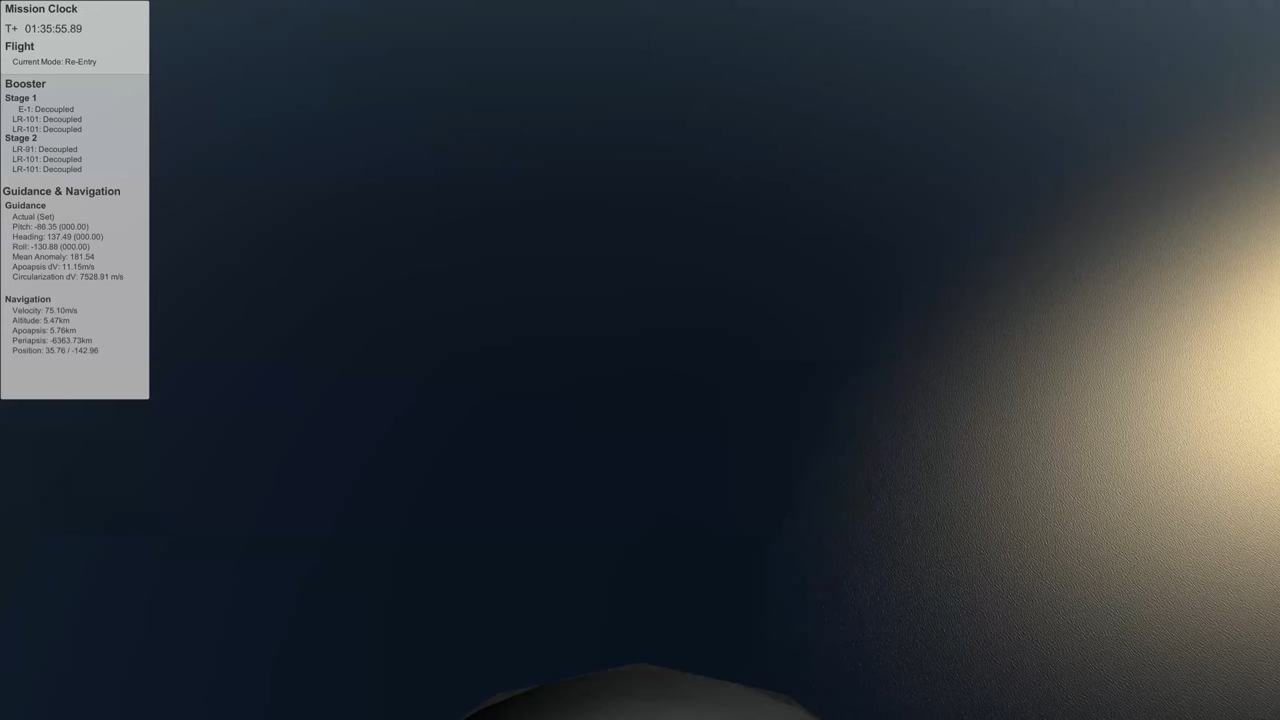 Mission Clock
T+ 01:35:55.89
Flight
Current Mode: Re-Entry
Booster
Stage 1
E-1: Decoupled
LR-101: Decoupled
LR-101: Decoupled
Stage 2
LR-91: Decoupled
LR-101: Decoupled
LR-101: Decoupled
Guidance & Navigation
Guidance
Actual (Set)
Pitch: -86.35 (000.00)
Heading: 137.49 (000.00)
Roll: -130.88 (000.00)
Mean Anomaly: 181.54
Apoapsis dV: 11.15m/s
Circularization dV: 7528.91 m/s
Navigation
Velocity: 75.10m/s
Altitude: 5.47km
Apoapsis: 5.76km
Periapsis: -6363.73km
Position: 35.76 / -142.96